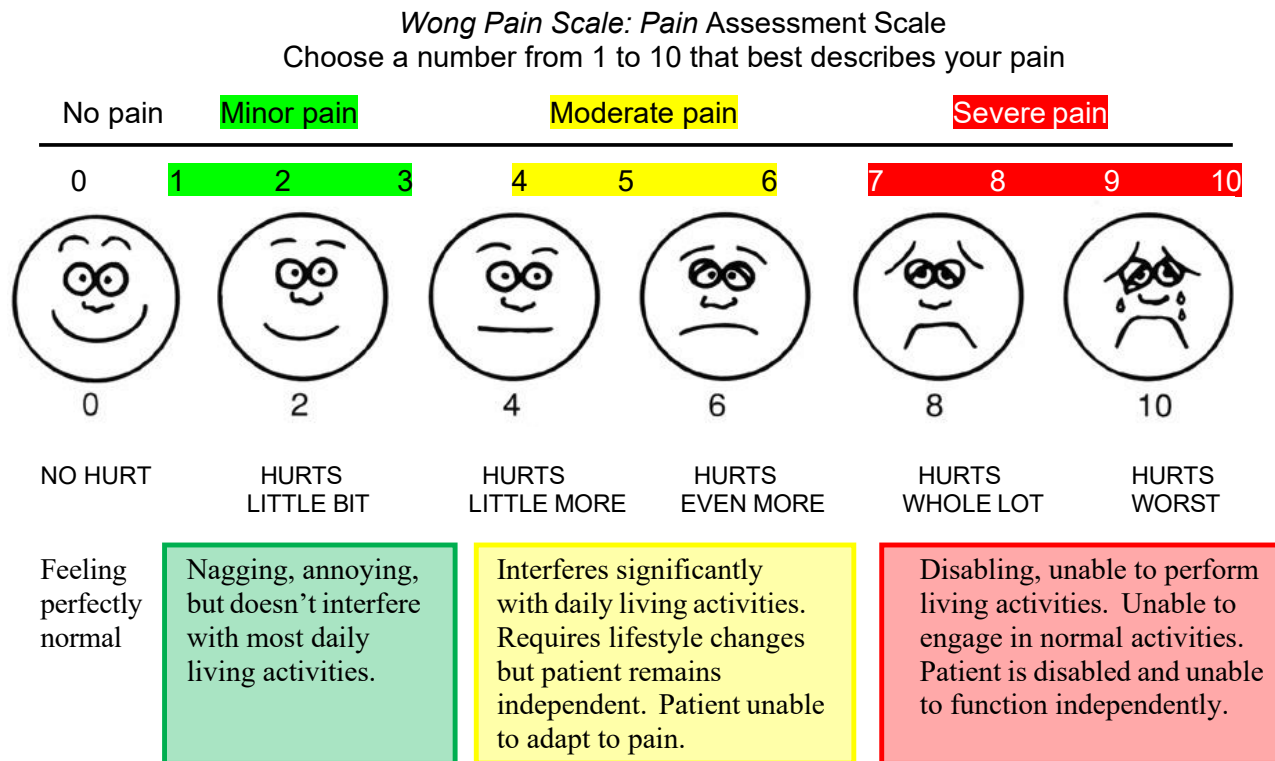 Wong Pain Scale: Pain Assessment Scale
Choose a number from 1 to 10 that best describes your pain
No pain Minor pain Moderate pain Severe pain
0 1 2 3 4 5 6 7 8 9 10
0 2 4 6 8 10
NO HURT HURTS HURTS HURTS HURTS HURTS
LITTLE BIT LITTLE MORE EVEN MORE WHOLE LOT WORST
Feeling
perfectly
normal
Nagging, annoying,
but doesn’t interfere
with most daily
living activities.
Interferes significantly
with daily living activities.
Requires lifestyle changes
but patient remains
independent. Patient unable
to adapt to pain.
Disabling, unable to perform
living activities. Unable to
engage in normal activities.
Patient is disabled and unable
to function independently.